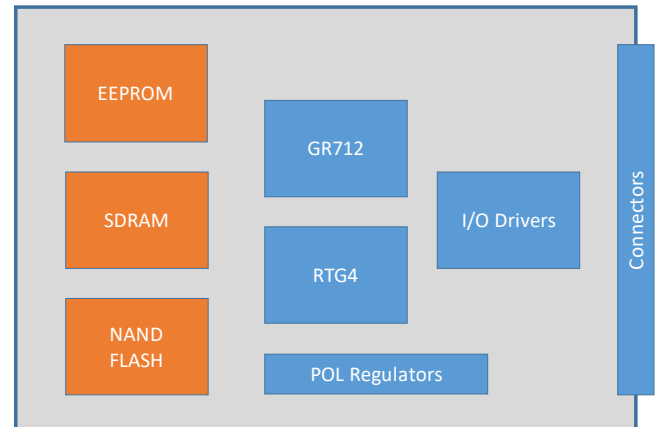 EEPROM
SDRAM
NAND
FLASH
GR712
RTG4
POL Regulators
I/O Drivers
Connectors